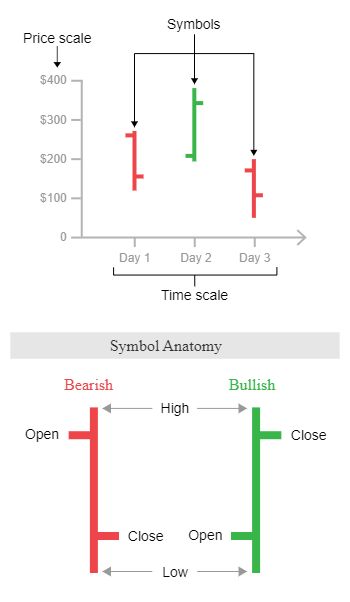 Symbols
Price scale
$400
$300
$200
$100
0
Day 1 Day 2 Day 3
Time scale
Symbol Anatomy
Bearish Bullish
High
Open Close
Close Open
Low